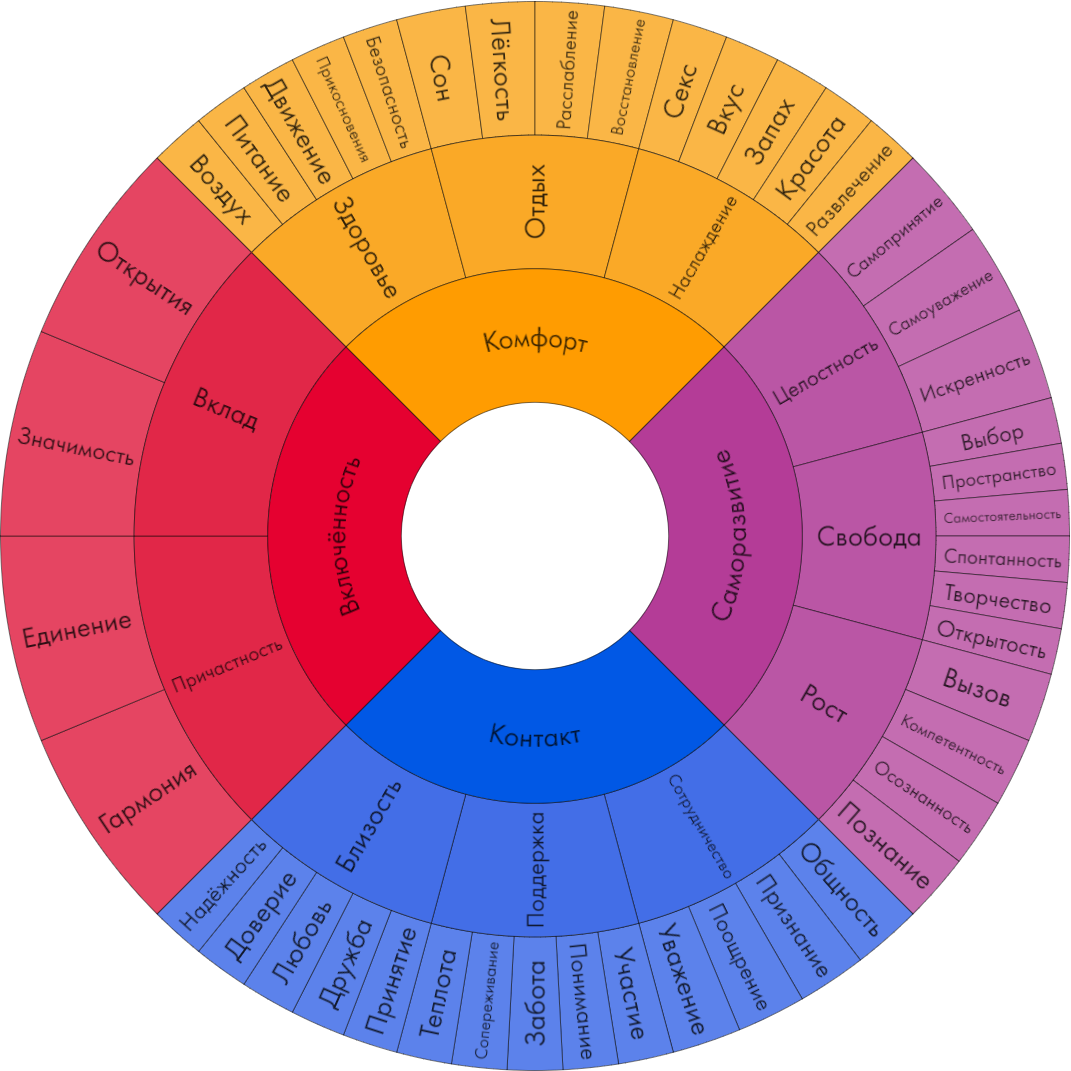 Комфорт
Здоровье
Воздух
Питание
Движение
Прикосновения
Безопасность
Отдых
Сон
Лёгкость
Расслабление
Восстановление
Наслаждение
Секс
Вкус
Запах
Красота
Развлечение
Саморазвитие
Целостность
Самопринятие
Самоуважение
Искренность
Свобода
Выбор
Пространство
Самостоятельность
Спонтанность
Творчество
Открытость
Рост
Вызов
Компетентность
Осознанность
Познание
Контакт
Сотрудничество
Общность
Признание
Поощрение
Уважение
Поддержка
Участие
Понимание
Забота
Сопереживание
Теплота
Близость
Принятие
Дружба
Любовь
Доверие
Надёжность
Включённость
Причастность
Гармония
Единение
Вклад
Значимость
Открытия